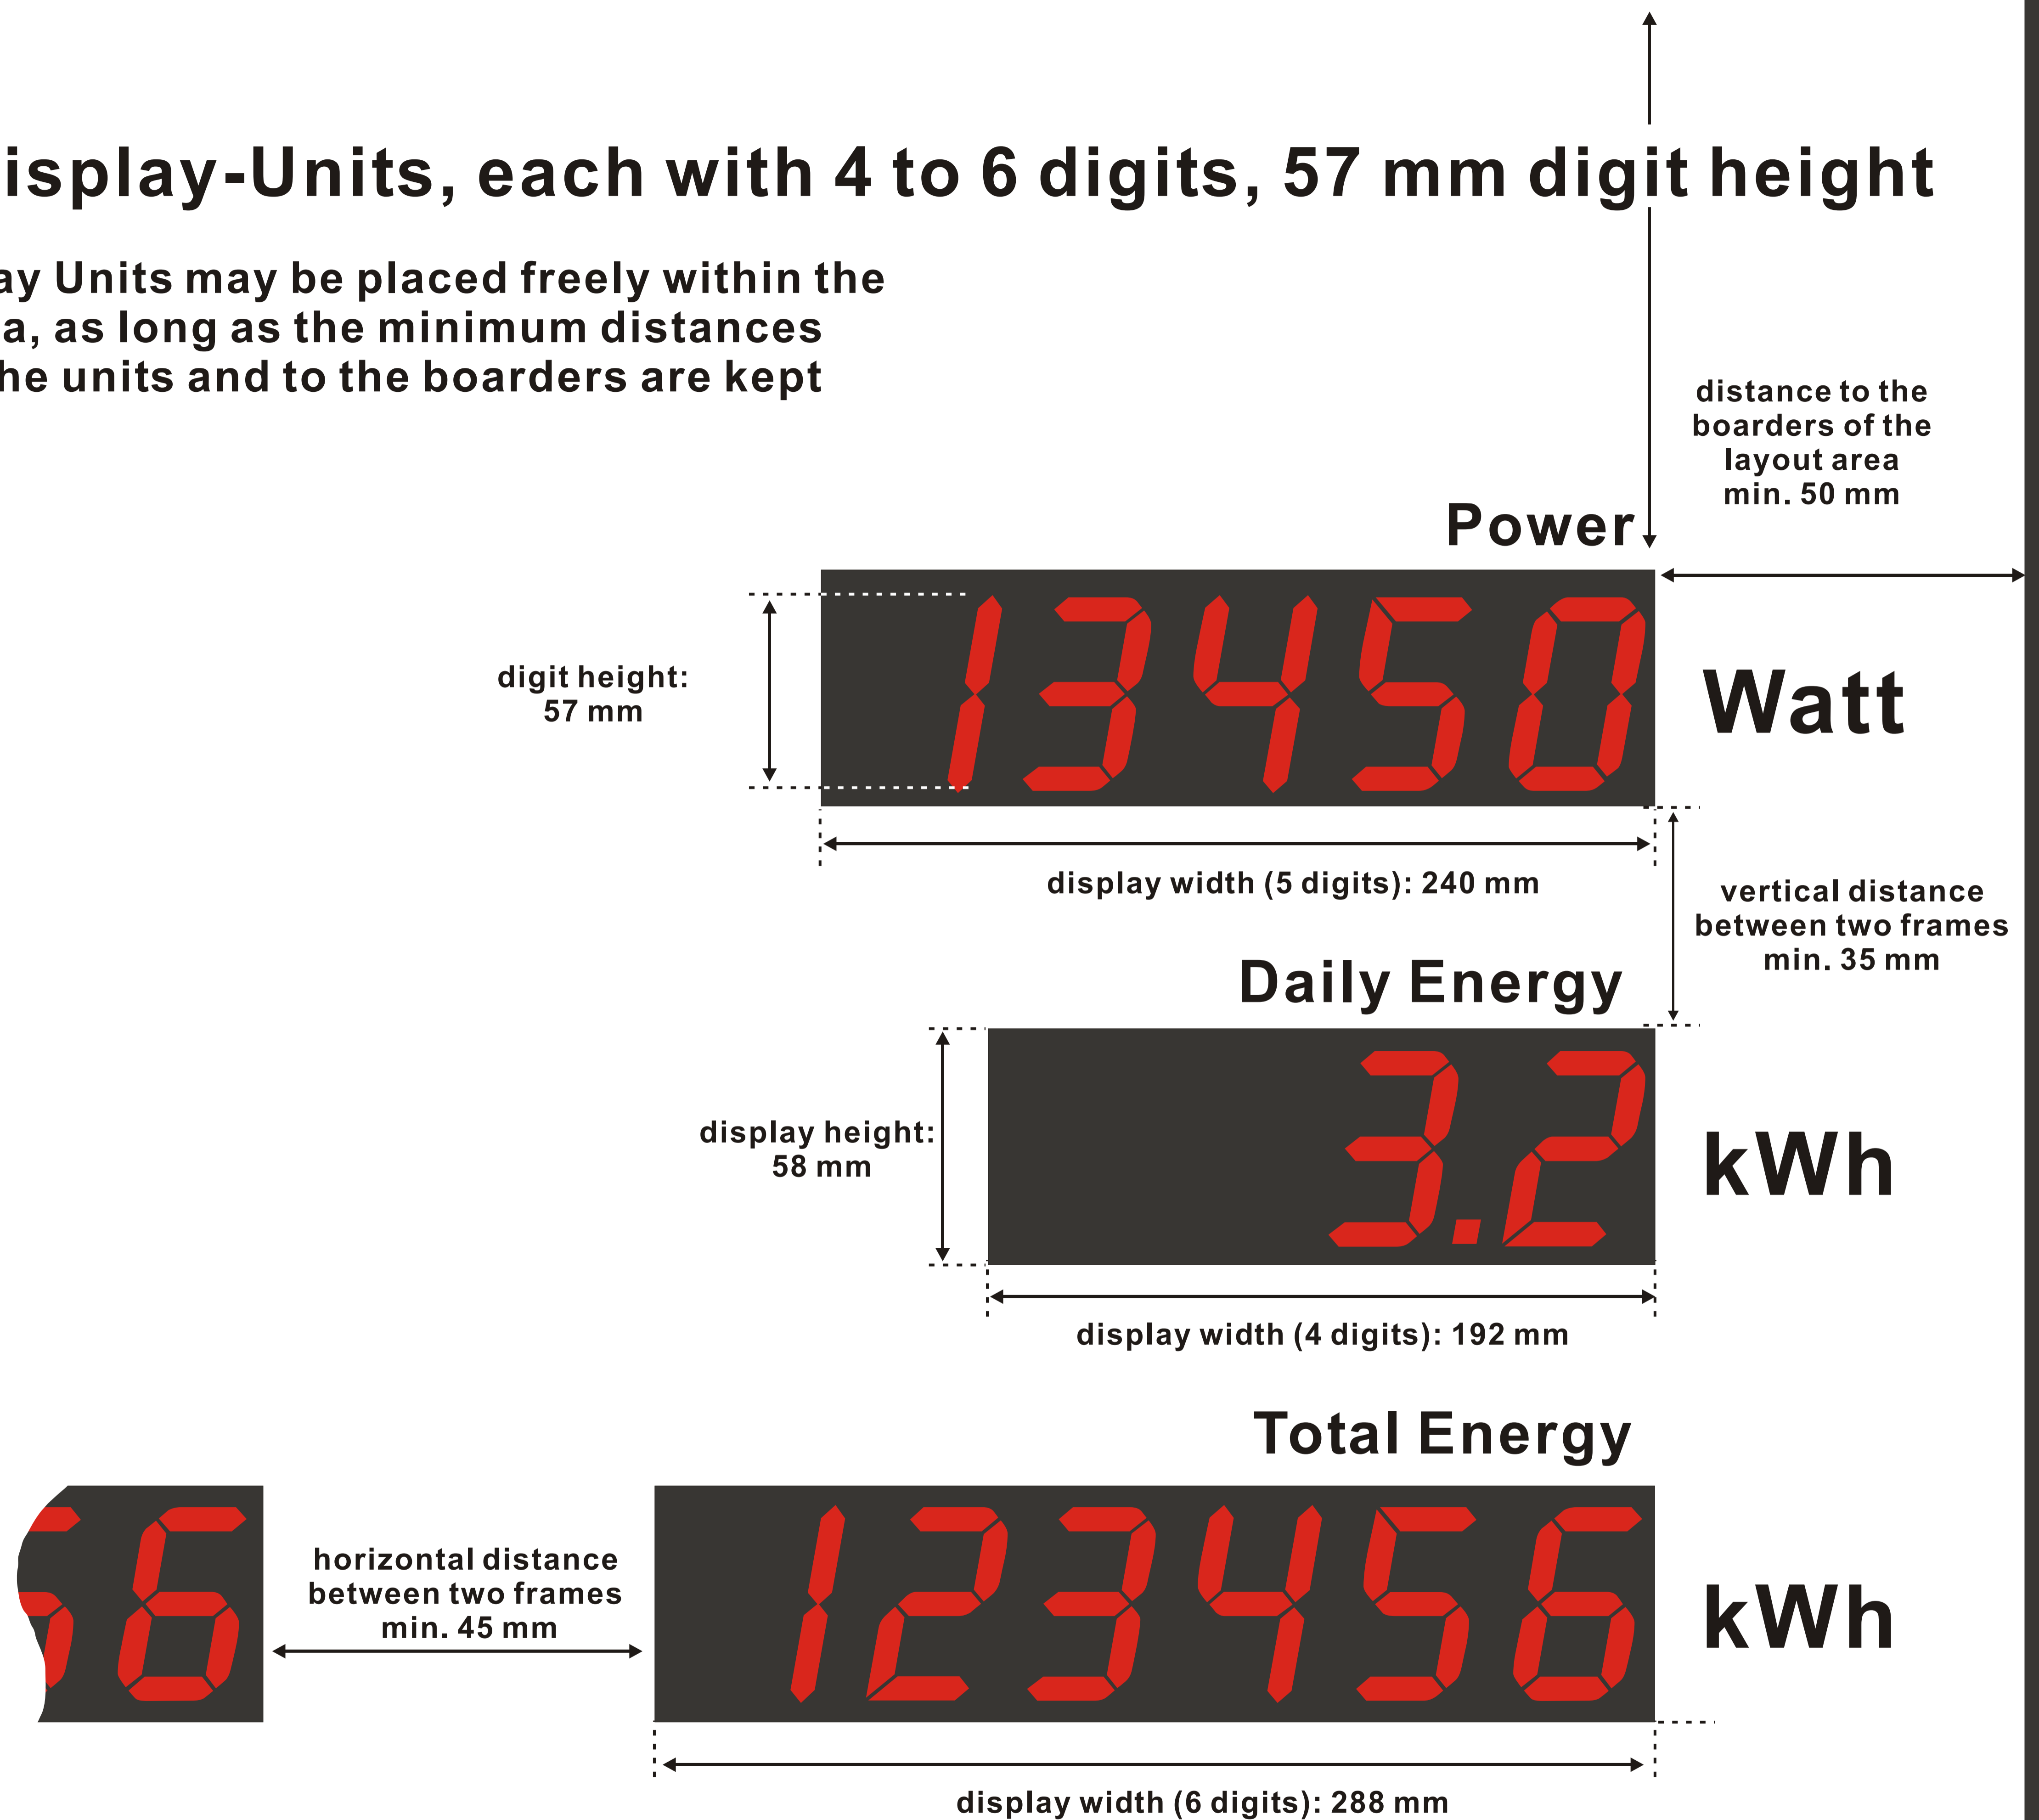 isplay-Units, each with 4 to 6 digits, 57 mm digit height
ay Units may be placed freely within the
a, as long as the minimum distances
he units and to the boarders are kept
distance to the
boarders of the
layout area
min. 50 mm
Power
13450
Watt
digit height:
57 mm
display width (5 digits): 240 mm
vertical distance
between two frames
min. 35 mm
Daily Energy
3.2
kWh
display height:
58 mm
display width (4 digits): 192 mm
Total Energy
6
horizontal distance
between two frames
min. 45 mm
123456
kWh
display width (6 digits): 288 mm